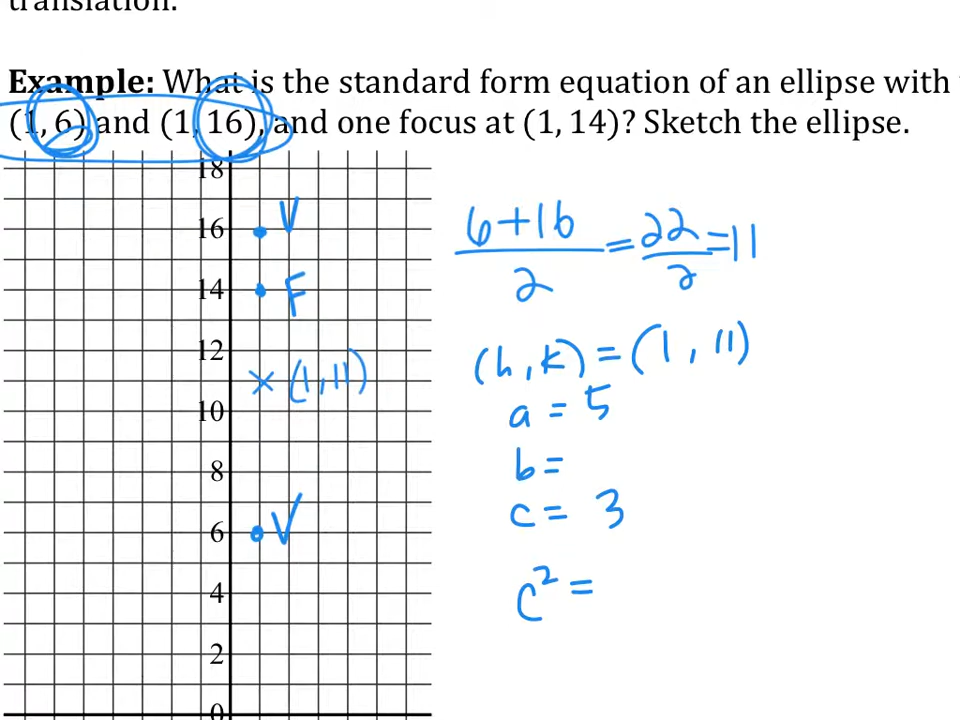 translation.
Example: What is the standard form equation of an ellipse with
(1, 6) and (1, 16), and one focus at (1, 14)? Sketch the ellipse.
18
16
V
14
F
12
× (1, 11)
10
8
6
V
4
2
0
6+16
2
= 22
2
= 11
(h, k) = (1, 11)
a = 5
b =
c = 3
c² =